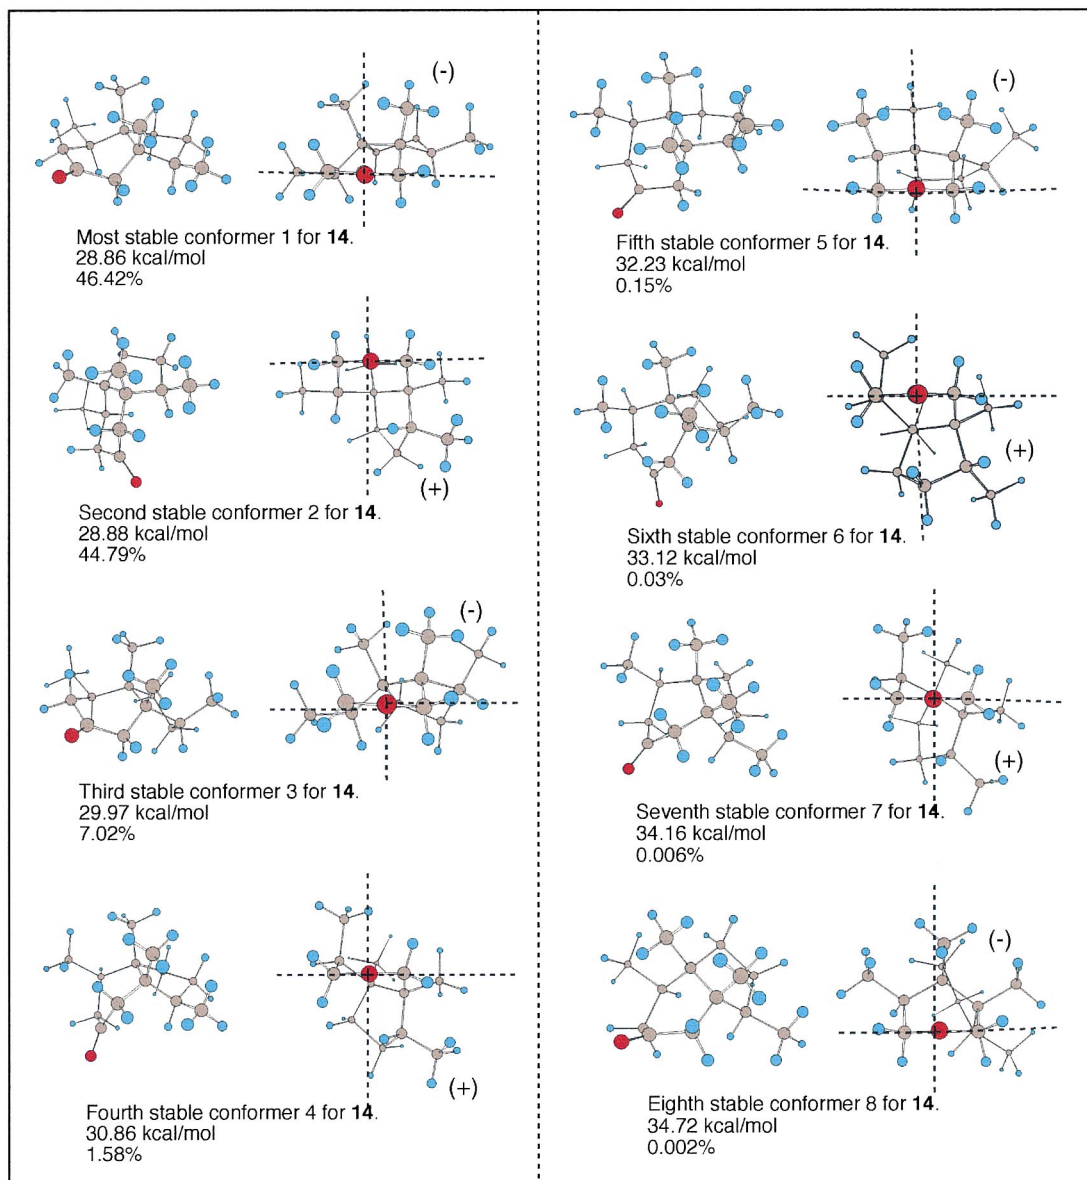 (-)
Most stable conformer 1 for 14.
28.86 kcal/mol
46.42%
(+)
Second stable conformer 2 for 14.
28.88 kcal/mol
44.79%
(-)
Third stable conformer 3 for 14.
29.97 kcal/mol
7.02%
(+)
Fourth stable conformer 4 for 14.
30.86 kcal/mol
1.58%
(-)
Fifth stable conformer 5 for 14.
32.23 kcal/mol
0.15%
(+)
Sixth stable conformer 6 for 14.
33.12 kcal/mol
0.03%
(+)
Seventh stable conformer 7 for 14.
34.16 kcal/mol
0.006%
(-)
Eighth stable conformer 8 for 14.
34.72 kcal/mol
0.002%